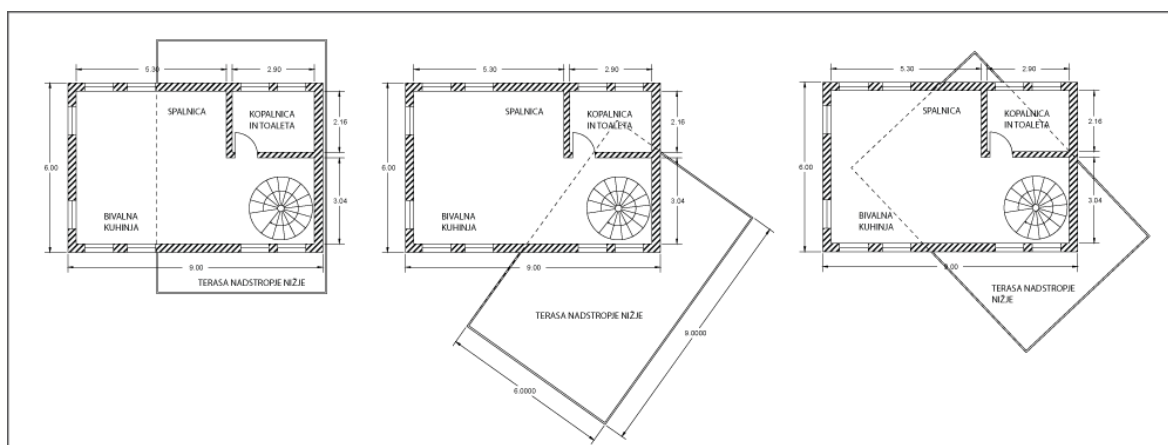 5.30
2.90
SPALNICA
KOPALNICA
IN TOALETA
2.16
6.00
3.04
BIVALNA
KUHINJA
9.00
TERASA NADSTROPJE NIŽJE
5.30
2.90
SPALNICA
KOPALNICA
IN TOALETA
2.16
6.00
3.04
BIVALNA
KUHINJA
9.00
TERASA NADSTROPJE NIŽJE
9.0000
6.0000
5.30
2.90
SPALNICA
KOPALNICA
IN TOALETA
2.16
6.00
3.04
BIVALNA
KUHINJA
9.00
TERASA NADSTROPJE
NIŽJE